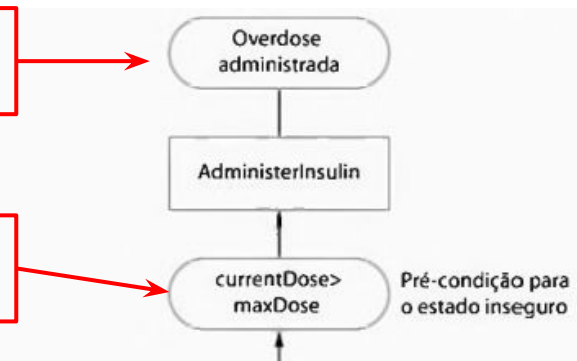 Overdose
administrada
AdministerInsulin
currentDose>
maxDose
Pré-condição para
o estado inseguro